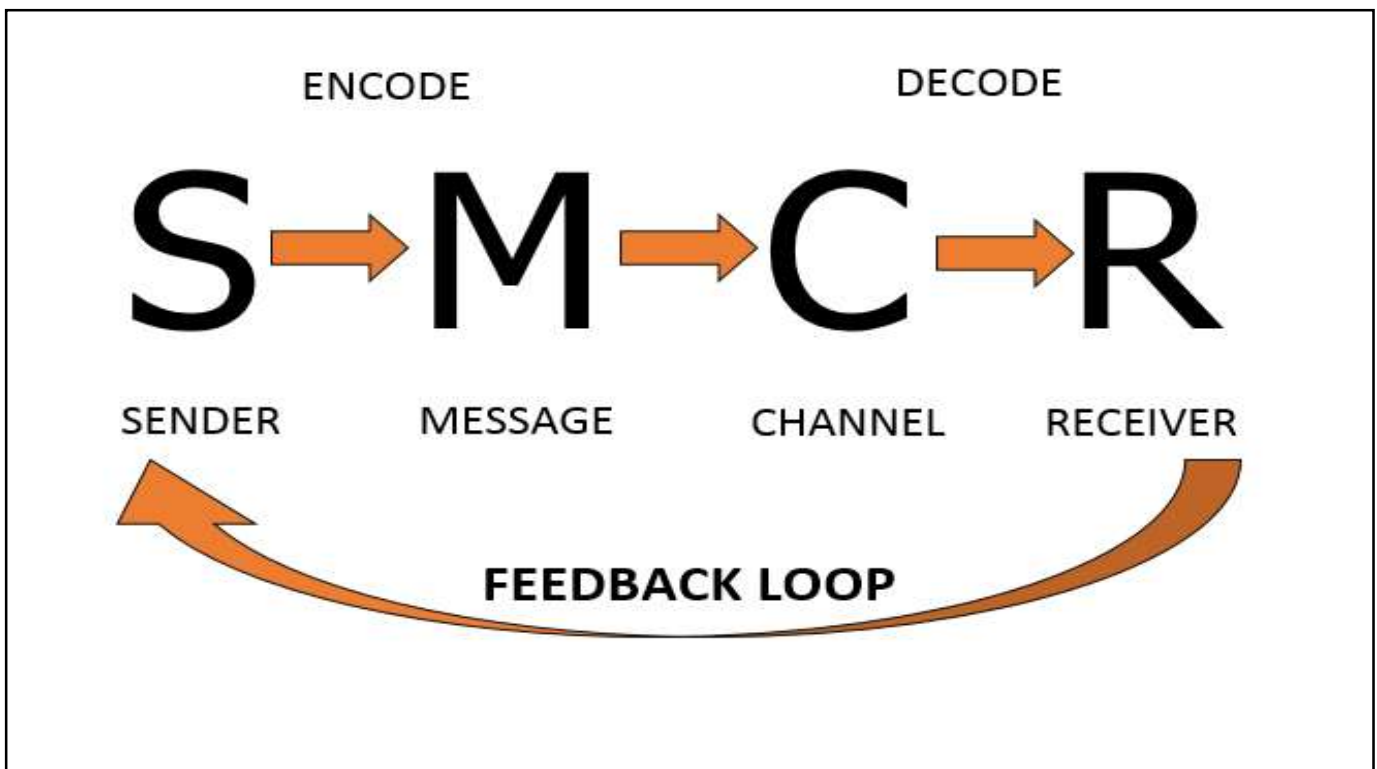 ENCODE DECODE
S M C R
SENDER MESSAGE CHANNEL RECEIVER
FEEDBACK LOOP